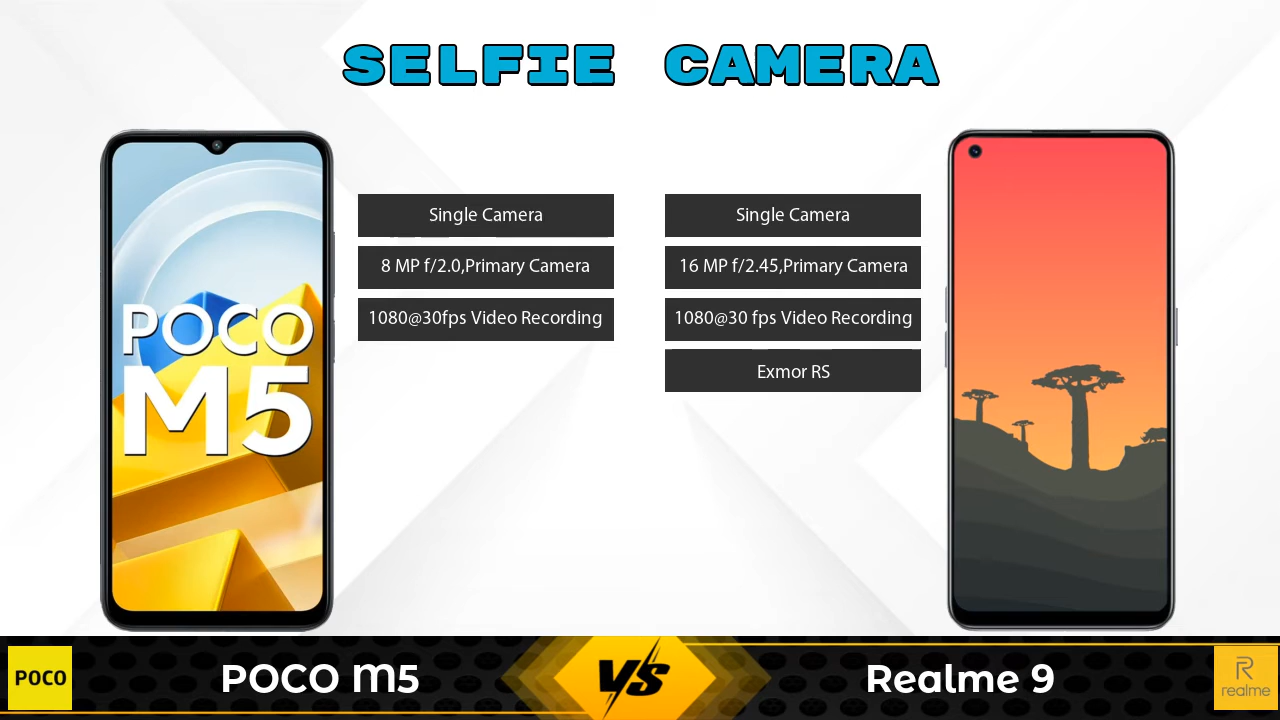 SELFIE CAMERA
POCO
M5
Single Camera
8 MP f/2.0,Primary Camera
1080@30fps Video Recording
Single Camera
16 MP f/2.45,Primary Camera
1080@30 fps Video Recording
Exmor RS
POCO
POCO M5
VS
Realme 9
R
realme